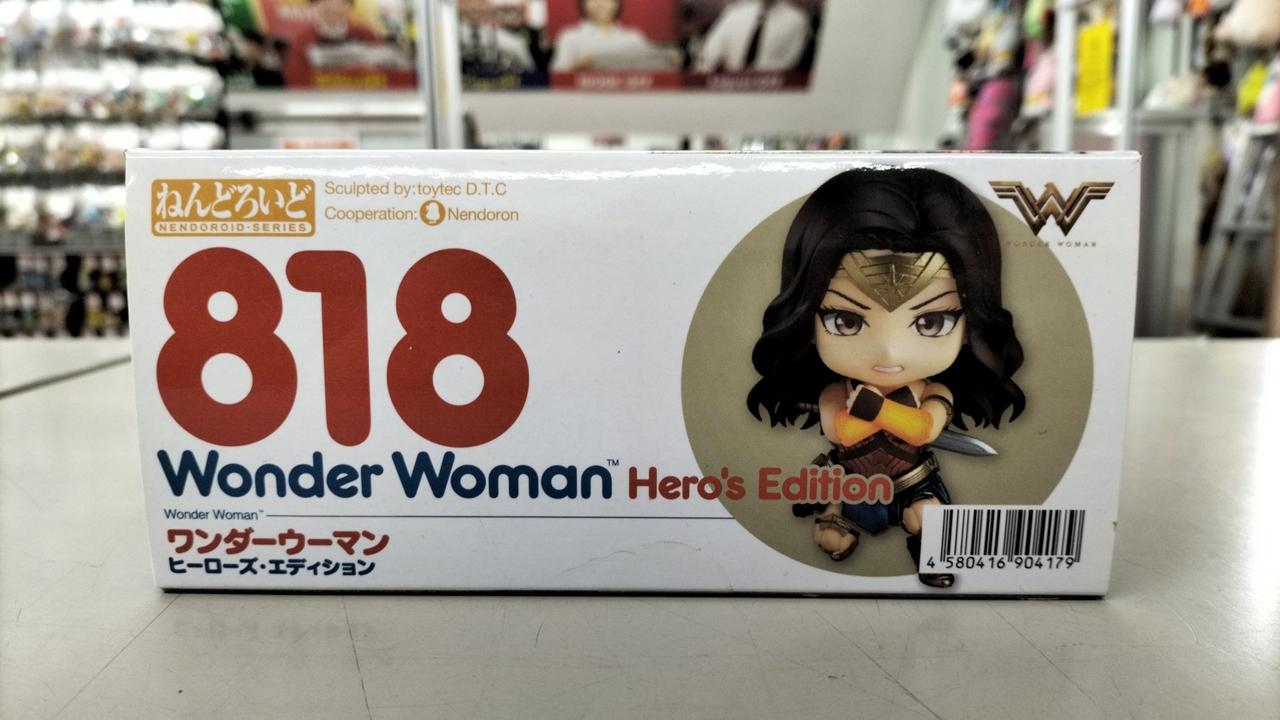 ねんどろいど
NENDOROID-SERIES
Sculpted by:toytec D.T.C
Cooperation: Nendoron
818
WONDER WOMAN
Wonder Woman™ Hero's Edition
Wonder Woman™
ワンダーウーマン
ヒーローズ・エディション
4 580416 904179